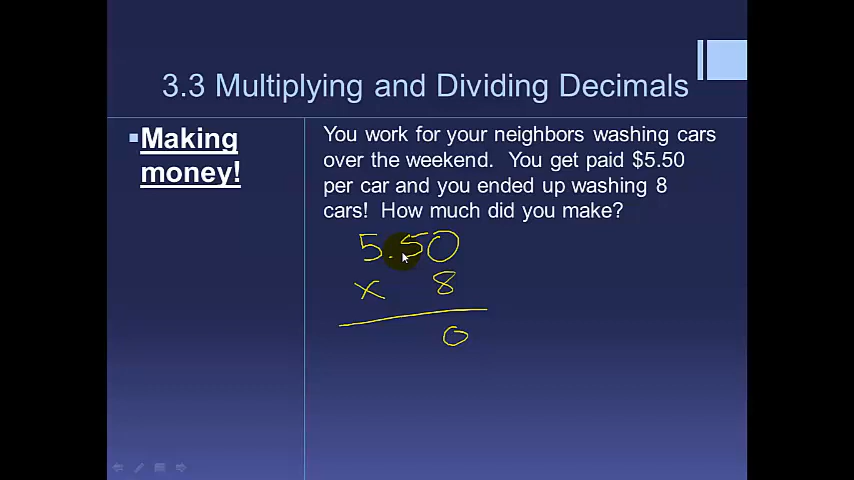 3.3 Multiplying and Dividing Decimals
Making
money!
You work for your neighbors washing cars
over the weekend. You get paid $5.50
per car and you ended up washing 8
cars! How much did you make?
5.50
x 8
0